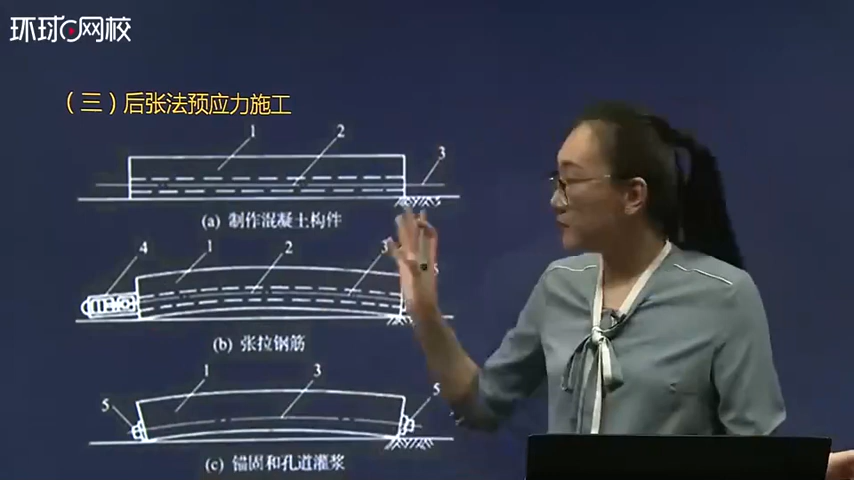 环球网校
（三）后张法预应力施工
1 2 3
(a) 制作混凝土构件
4 1 2 3
(b) 张拉钢筋
5 1 3 5
(c) 锚固和孔道灌浆